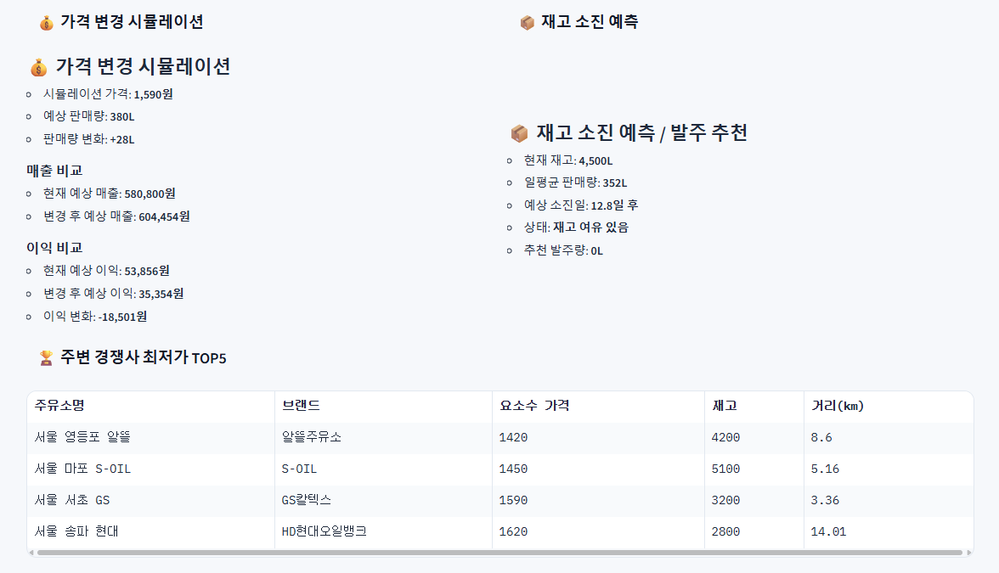 💰 가격 변경 시뮬레이션
📦 재고 소진 예측
💰 가격 변경 시뮬레이션
시뮬레이션 가격: 1,590원
예상 판매량: 380L
판매량 변화: +28L
매출 비교
현재 예상 매출: 580,800원
변경 후 예상 매출: 604,454원
이익 비교
현재 예상 이익: 53,856원
변경 후 예상 이익: 35,354원
이익 변화: -18,501원
📦 재고 소진 예측 / 발주 추천
현재 재고: 4,500L
일평균 판매량: 352L
예상 소진일: 12.8일 후
상태: 재고 여유 있음
추천 발주량: 0L
🏆 주변 경쟁사 최저가 TOP5
주유소명 브랜드 요소수 가격 재고 거리(km)
서울 영등포 알뜰 알뜰주유소 1420 4200 8.6
서울 마포 S-OIL S-OIL 1450 5100 5.16
서울 서초 GS GS칼텍스 1590 3200 3.36
서울 송파 현대 HD현대오일뱅크 1620 2800 14.01